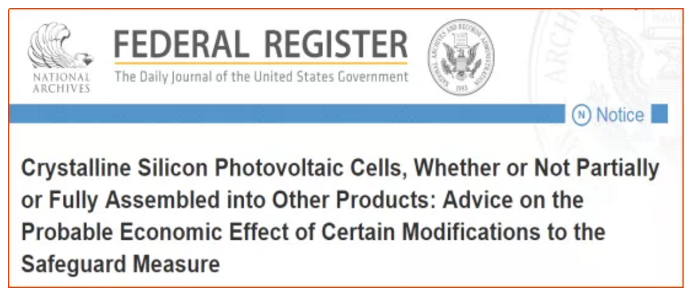 FEDERAL REGISTER
The Daily Journal of the United States Government
NATIONAL
ARCHIVES
N Notice
Crystalline Silicon Photovoltaic Cells, Whether or Not Partially
or Fully Assembled into Other Products: Advice on the
Probable Economic Effect of Certain Modifications to the
Safeguard Measure